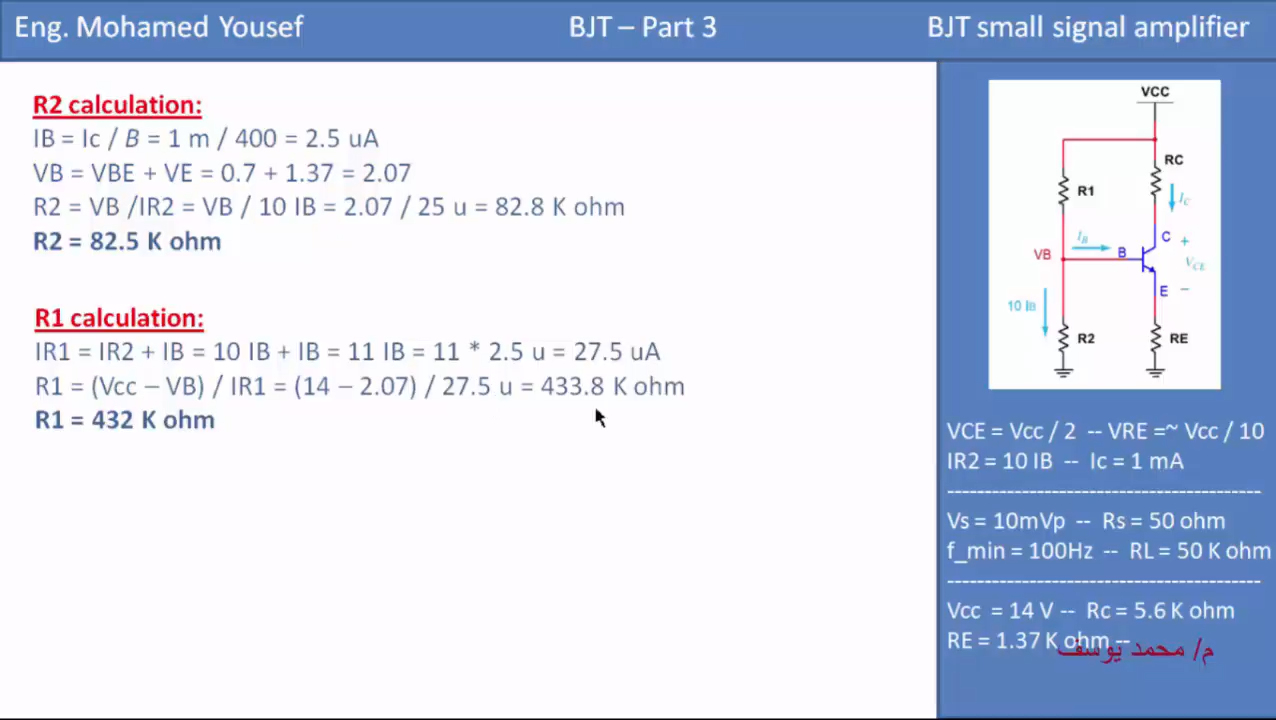 Eng. Mohamed Yousef
BJT – Part 3
BJT small signal amplifier
R2 calculation:
IB = Ic / B = 1 m / 400 = 2.5 uA
VB = VBE + VE = 0.7 + 1.37 = 2.07
R2 = VB /IR2 = VB / 10 IB = 2.07 / 25 u = 82.8 K ohm
R2 = 82.5 K ohm
R1 calculation:
IR1 = IR2 + IB = 10 IB + IB = 11 IB = 11 * 2.5 u = 27.5 uA
R1 = (Vcc – VB) / IR1 = (14 – 2.07) / 27.5 u = 433.8 K ohm
R1 = 432 K ohm
VCC
RC
R1
IC
IB
C
+
VB
B
VCE
E
–
10 IB
R2
RE
VCE = Vcc / 2 -- VRE =~ Vcc / 10
IR2 = 10 IB -- Ic = 1 mA
------------------------------------------
Vs = 10mVp -- Rs = 50 ohm
f_min = 100Hz -- RL = 50 K ohm
------------------------------------------
Vcc = 14 V -- Rc = 5.6 K ohm
RE = 1.37 K ohm --
م/ محمد يوسف